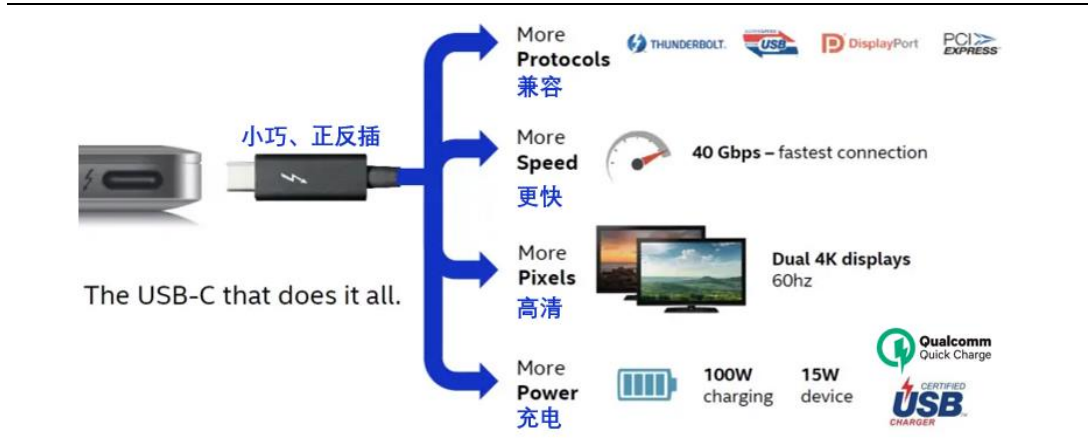 小巧、正反插
The USB-C that does it all.
More
Protocols
兼容
THUNDERBOLT.
USB
DisplayPort
PCI
EXPRESS
More
Speed
更快
40 Gbps – fastest connection
More
Pixels
高清
Dual 4K displays
60hz
More
Power
充电
100W
charging
15W
device
Qualcomm
Quick Charge
CERTIFIED
USB
CHARGER